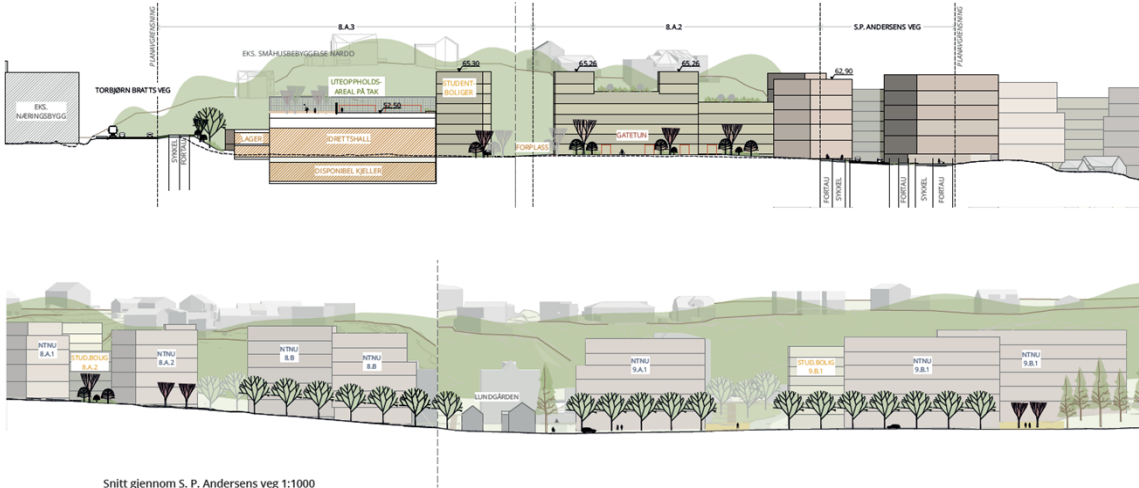 PLANAVGRENSNING
8.A.3
8.A.2
S.P. ANDERSENS VEG
PLANAVGRENSNING
EKS. SMÅHUSBEBYGGELSE NARDO
65.30
65.26
65.26
62.90
EKS.
NÆRINGSBYGG.
TORBJØRN BRATTS VEG
UTEOPPHOLDS-
AREAL PÅ TAK
52.50
STUDENT-
BOLIGER
LAGER
IDRETTSHALL
FORPLASS
GATETUN
DISPONIBEL KJELLER
SYKKEL
FORTAU
FORTAU
SYKKEL
FORTAU
SYKKEL
FORTAU
NTNU
8.A.1
STUD.BOLIG
8.A.2
NTNU
8.A.2
NTNU
8.B
NTNU
8.B
LUNDGÅRDEN
NTNU
9.A.1
STUD.BOLIG
9.B.1
NTNU
9.B.1
NTNU
9.B.1
Snitt gjennom S. P. Andersens veg 1:1000